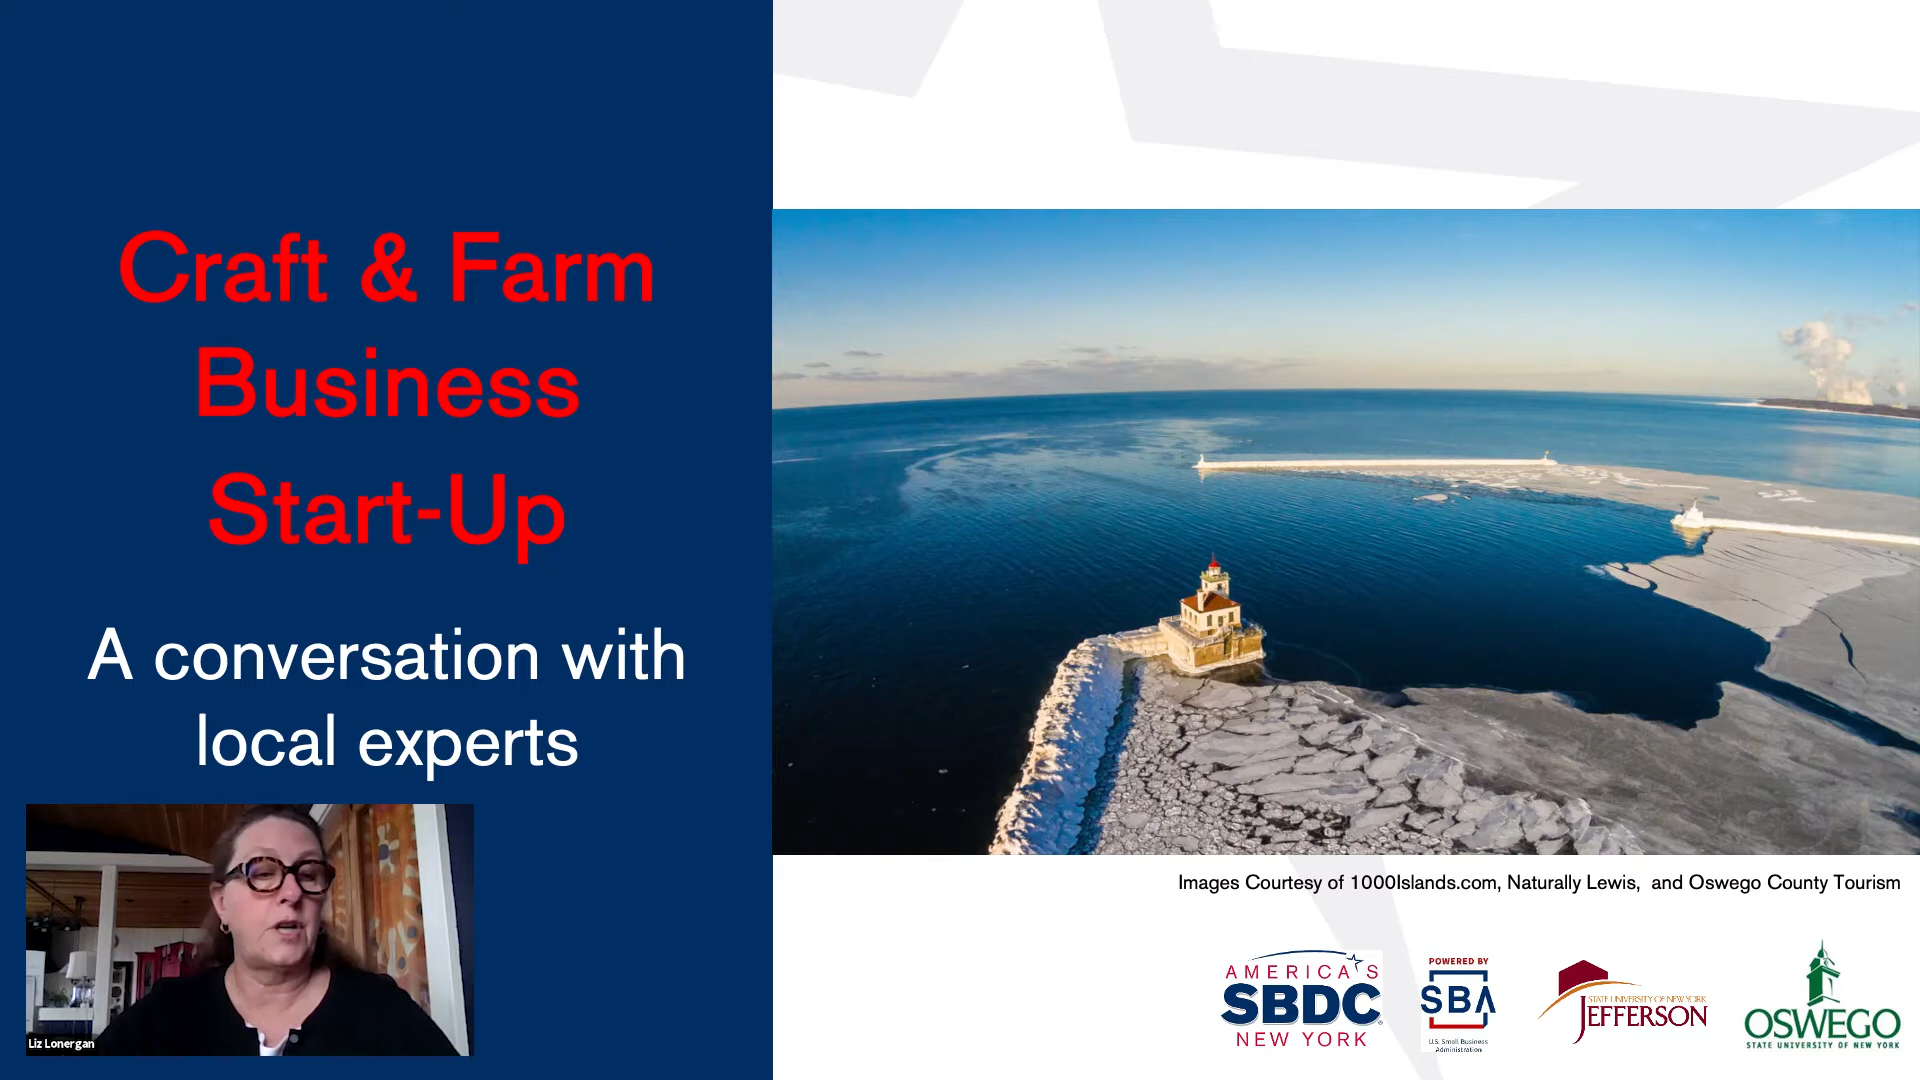 Craft & Farm
Business
Start-Up
A conversation with
local experts
Liz Lonergan
Images Courtesy of 1000Islands.com, Naturally Lewis, and Oswego County Tourism
AMERICA'S
SBDC
NEW YORK
POWERED BY
SBA
U.S. Small Business
Administration
STATE UNIVERSITY OF NEW YORK
JEFFERSON
OSWEGO
STATE UNIVERSITY OF NEW YORK